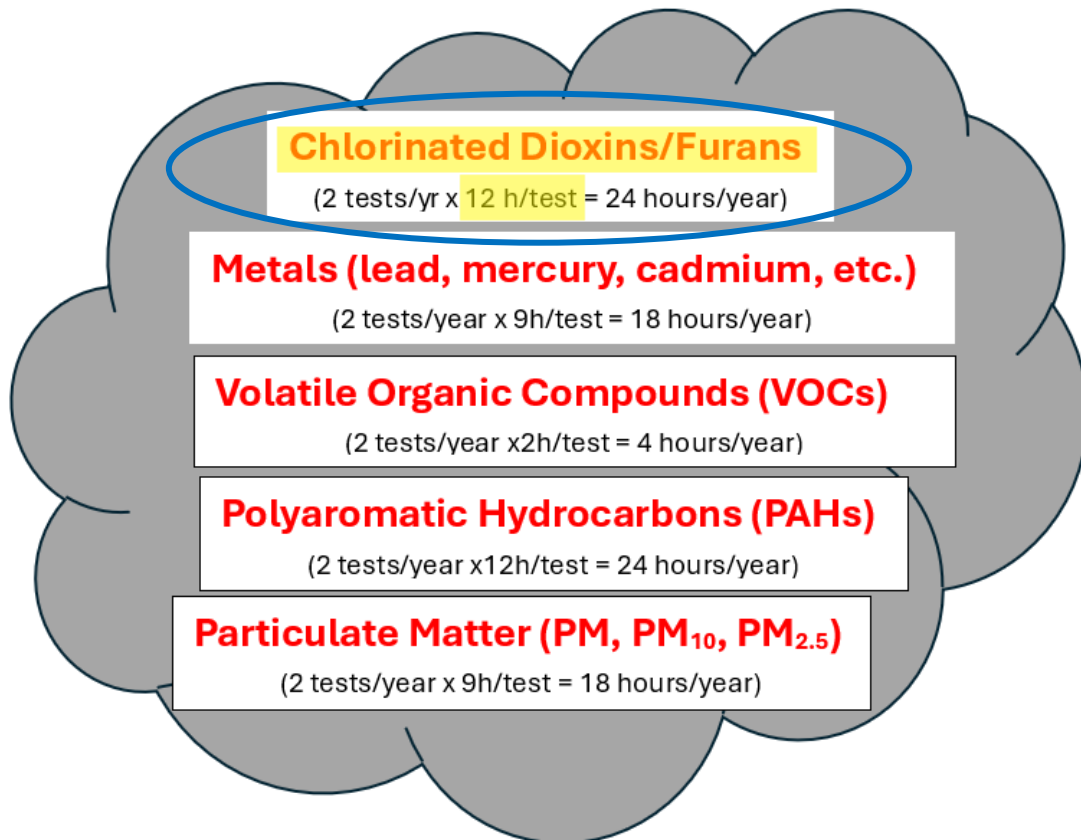 Chlorinated Dioxins/Furans
(2 tests/yr x 12 h/test = 24 hours/year)
Metals (lead, mercury, cadmium, etc.)
(2 tests/year x 9h/test = 18 hours/year)
Volatile Organic Compounds (VOCs)
(2 tests/year x2h/test = 4 hours/year)
Polyaromatic Hydrocarbons (PAHs)
(2 tests/year x12h/test = 24 hours/year)
Particulate Matter (PM, PM₁₀, PM₂.₅)
(2 tests/year x 9h/test = 18 hours/year)